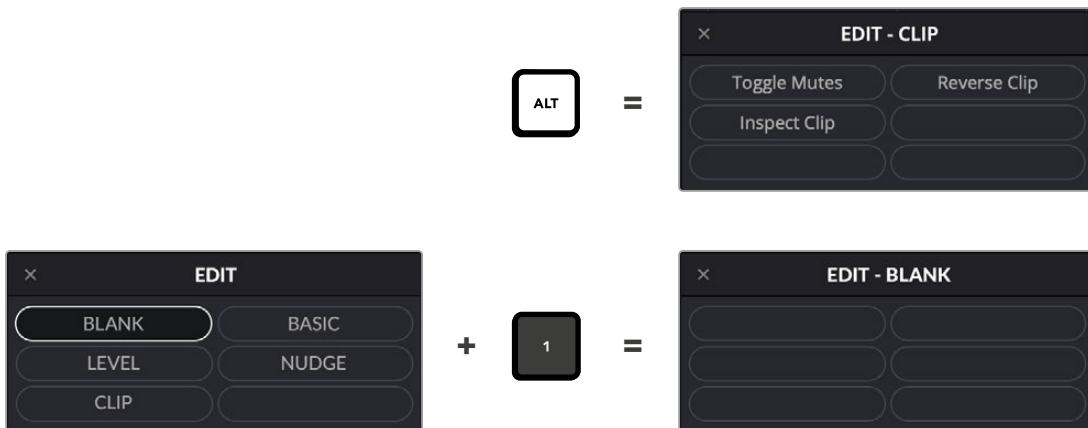 × EDIT - CLIP
ALT = Toggle Mutes Reverse Clip
Inspect Clip
× EDIT
BLANK BASIC
LEVEL NUDGE
CLIP
+ 1 =
× EDIT - BLANK